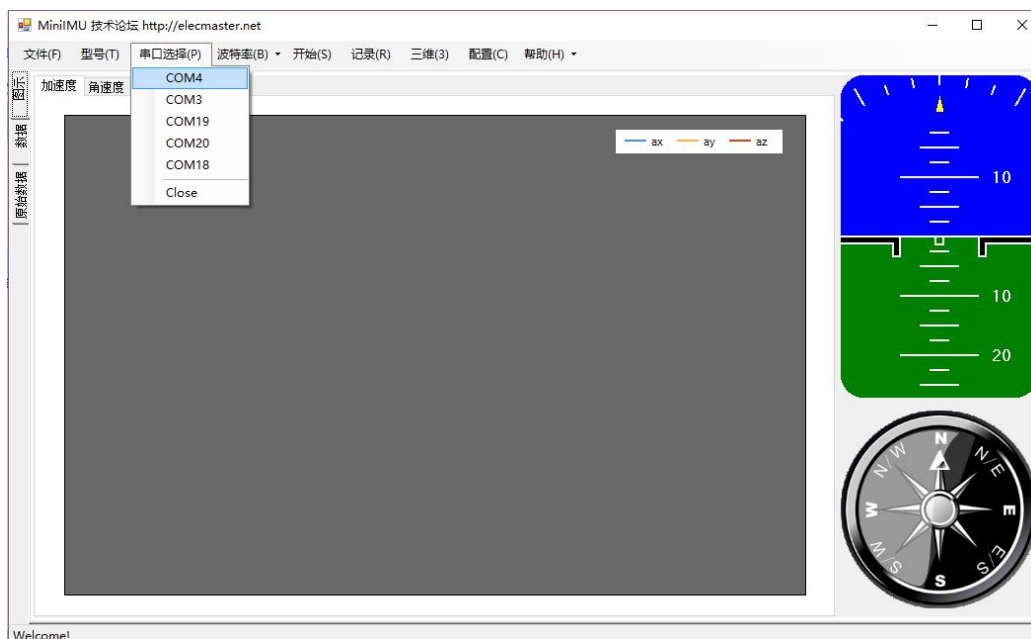 MiniIMU 技术论坛 http://elecmaster.net
文件(F) 型号(T) 串口选择(P) 波特率(B) 开始(S) 记录(R) 三维(3) 配置(C) 帮助(H)
图示
数据
原始数据
加速度 角速度
COM4
COM3
COM19
COM20
COM18
Close
ax ay az
10
10
20
N
N/E
E
S/E
S
S/W
W
N/W
Welcome!